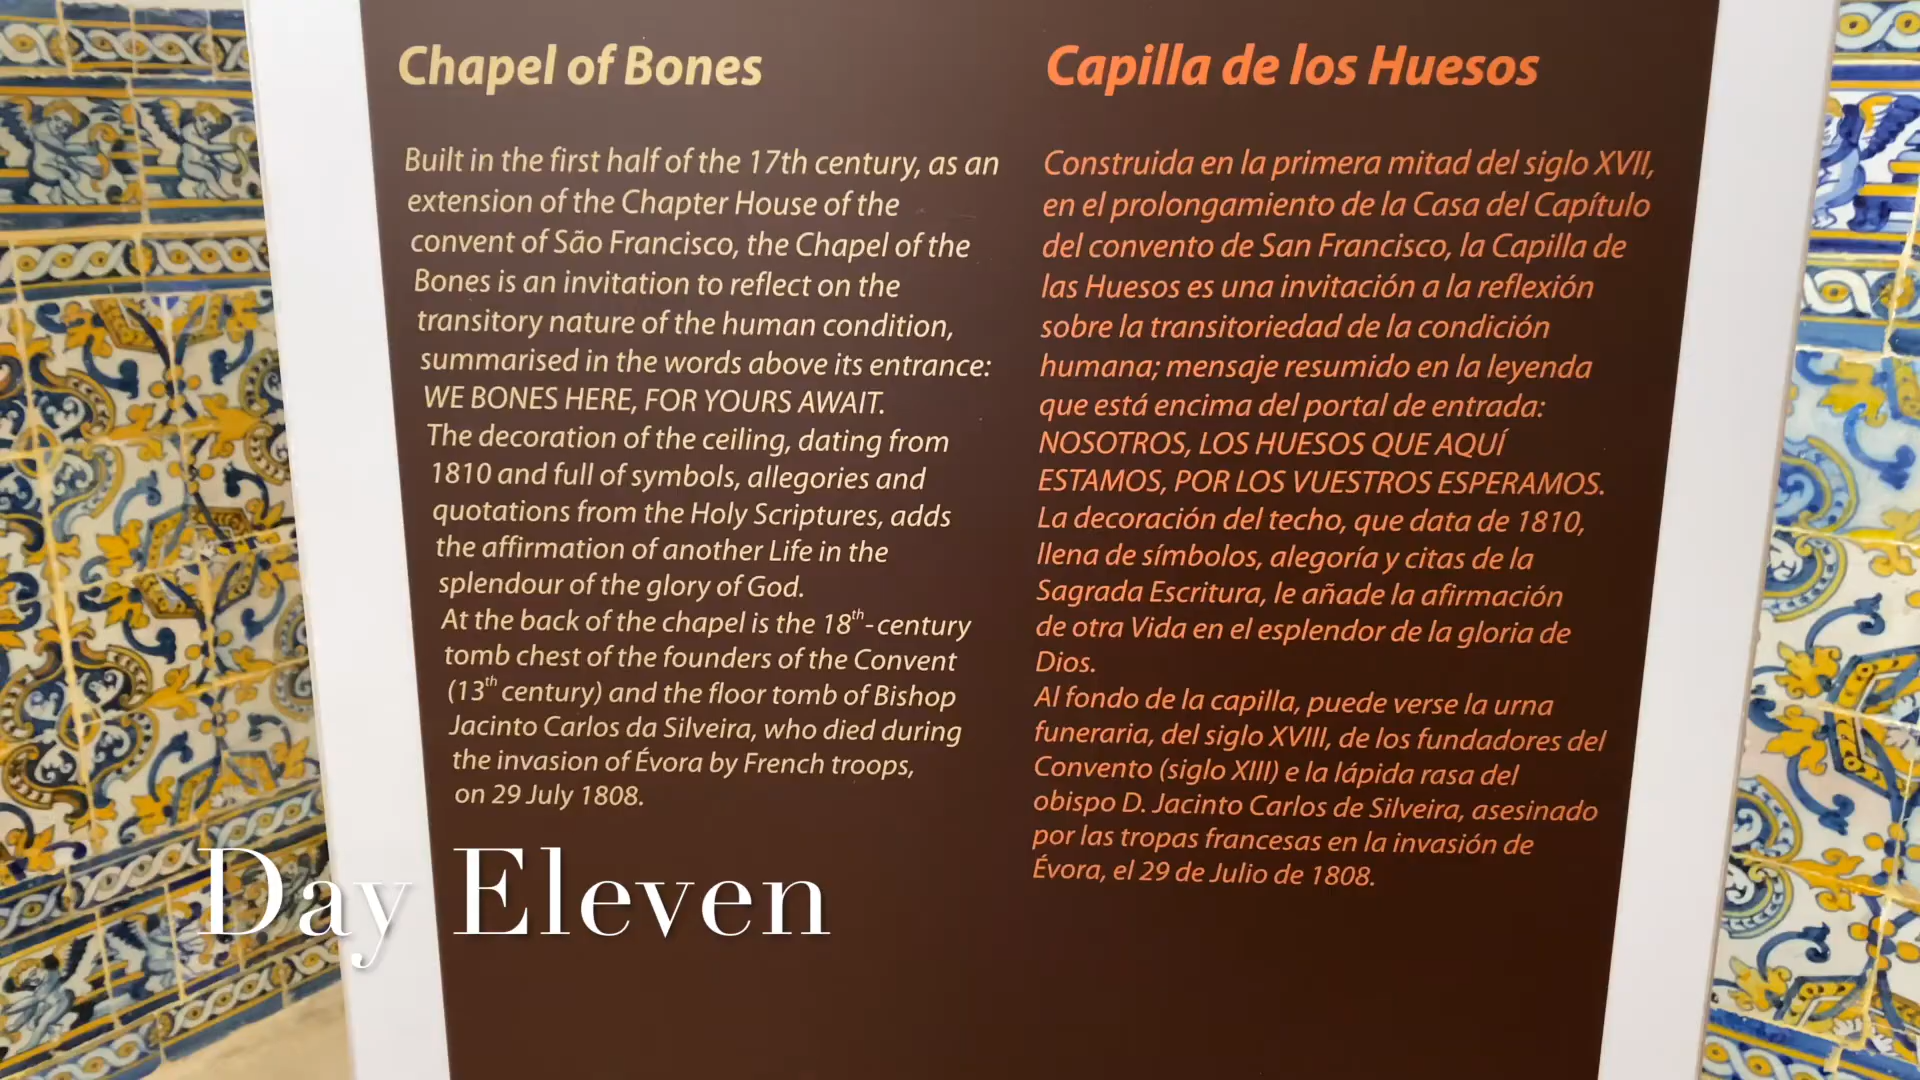 Chapel of Bones
Built in the first half of the 17th century, as an
extension of the Chapter House of the
convent of São Francisco, the Chapel of the
Bones is an invitation to reflect on the
transitory nature of the human condition,
summarised in the words above its entrance:
WE BONES HERE, FOR YOURS AWAIT.
The decoration of the ceiling, dating from
1810 and full of symbols, allegories and
quotations from the Holy Scriptures, adds
the affirmation of another Life in the
splendour of the glory of God.
At the back of the chapel is the 18th-century
tomb chest of the founders of the Convent
(13th century) and the floor tomb of Bishop
Jacinto Carlos da Silveira, who died during
the invasion of Évora by French troops,
on 29 July 1808.
Capilla de los Huesos
Construida en la primera mitad del siglo XVII,
en el prolongamiento de la Casa del Capítulo
del convento de San Francisco, la Capilla de
las Huesos es una invitación a la reflexión
sobre la transitoriedad de la condición
humana; mensaje resumido en la leyenda
que está encima del portal de entrada:
NOSOTROS, LOS HUESOS QUE AQUÍ
ESTAMOS, POR LOS VUESTROS ESPERAMOS.
La decoración del techo, que data de 1810,
llena de símbolos, alegoría y citas de la
Sagrada Escritura, le añade la afirmación
de otra Vida en el esplendor de la gloria de
Dios.
Al fondo de la capilla, puede verse la urna
funeraria, del siglo XVIII, de los fundadores del
Convento (siglo XIII) e la lápida rasa del
obispo D. Jacinto Carlos de Silveira, asesinado
por las tropas francesas en la invasión de
Évora, el 29 de Julio de 1808.
Day Eleven